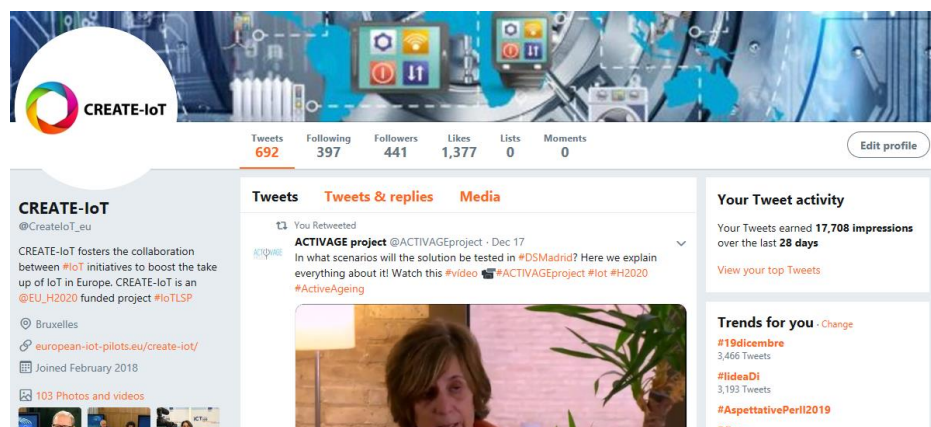 CREATE-IoT
Tweets Following Followers Likes Lists Moments
692 397 441 1,377 0 0
Edit profile
CREATE-IoT
@CreateIoT_eu
CREATE-IoT fosters the collaboration
between #IoT initiatives to boost the take
up of IoT in Europe. CREATE-IoT is an
@EU_H2020 funded project #IoTLSP
Bruxelles
european-iot-pilots.eu/create-iot/
Joined February 2018
103 Photos and videos
Tweets Tweets & replies Media
You Retweeted
ACTIVAGE
ACTIVAGE project @ACTIVAGEproject · Dec 17
In what scenarios will the solution be tested in #DSMadrid? Here we explain
everything about it! Watch this #vídeo #ACTIVAGEproject #Iot #H2020
#ActiveAgeing
Your Tweet activity
Your Tweets earned 17,708 impressions
over the last 28 days
View your top Tweets
Trends for you · Change
#19dicembre
3,466 Tweets
#IideaDi
3,193 Tweets
#AspettativePerIl2019